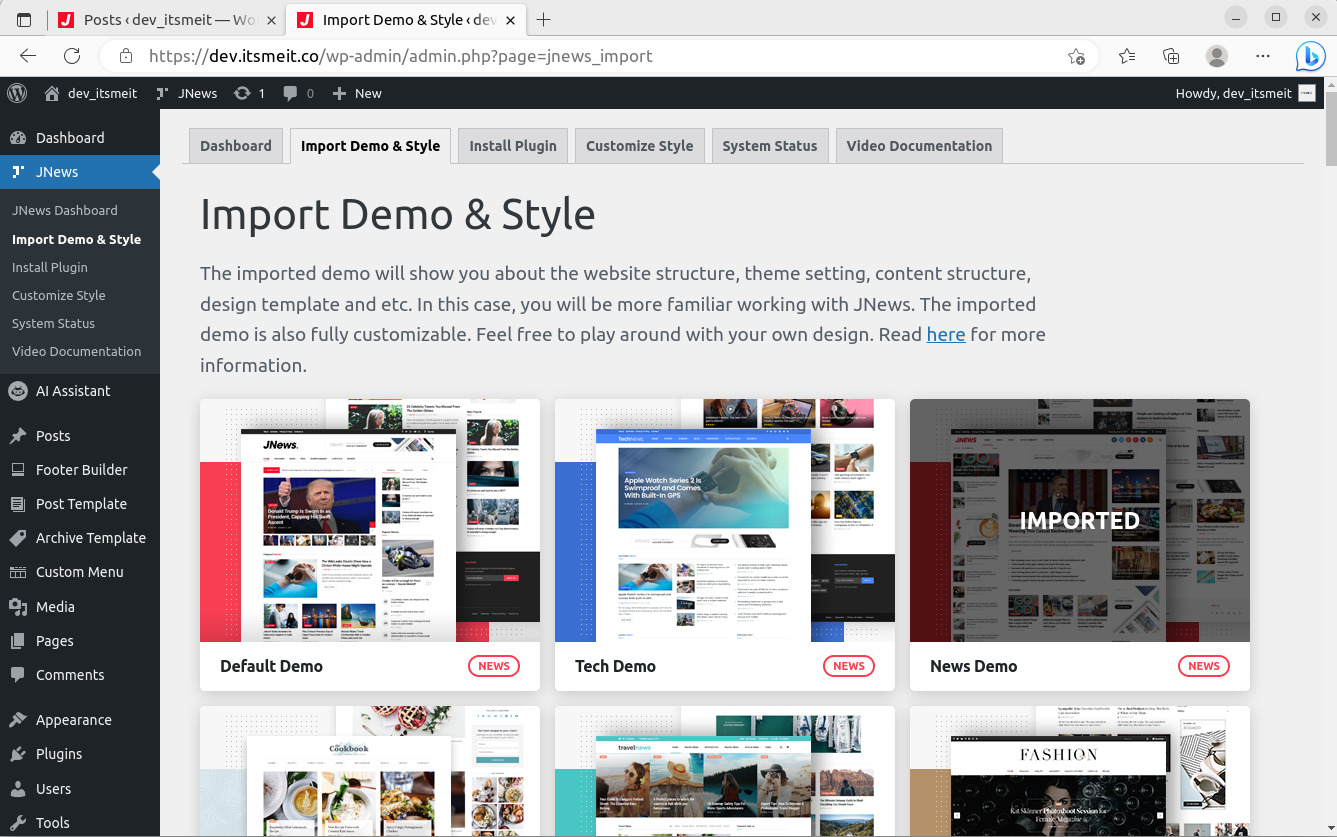 Posts ‹ dev_itsmeit — Wo
Import Demo & Style ‹ dev
https://dev.itsmeit.co/wp-admin/admin.php?page=jnews_import
dev_itsmeit
JNews
1
0
New
Howdy, dev_itsmeit
Dashboard
JNews
JNews Dashboard
Import Demo & Style
Install Plugin
Customize Style
System Status
Video Documentation
AI Assistant
Posts
Footer Builder
Post Template
Archive Template
Custom Menu
Media
Pages
Comments
Appearance
Plugins
Users
Tools
Dashboard
Import Demo & Style
Install Plugin
Customize Style
System Status
Video Documentation
Import Demo & Style
The imported demo will show you about the website structure, theme setting, content structure,
design template and etc. In this case, you will be more familiar working with JNews. The imported
demo is also fully customizable. Feel free to play around with your own design. Read here for more
information.
JNews.
Donald Trump Is Sworn In as
President, Capping His Swift
Ascent
Default Demo
NEWS
TechNews.
Apple Watch Series 2 Is
Swimproof and Comes
With Built-In GPS
Tech Demo
NEWS
JNEWS
IMPORTED
News Demo
NEWS
Cookbook
travelnews
FASHION
Kat Skinner Photoshoot Session for
Female Magazine